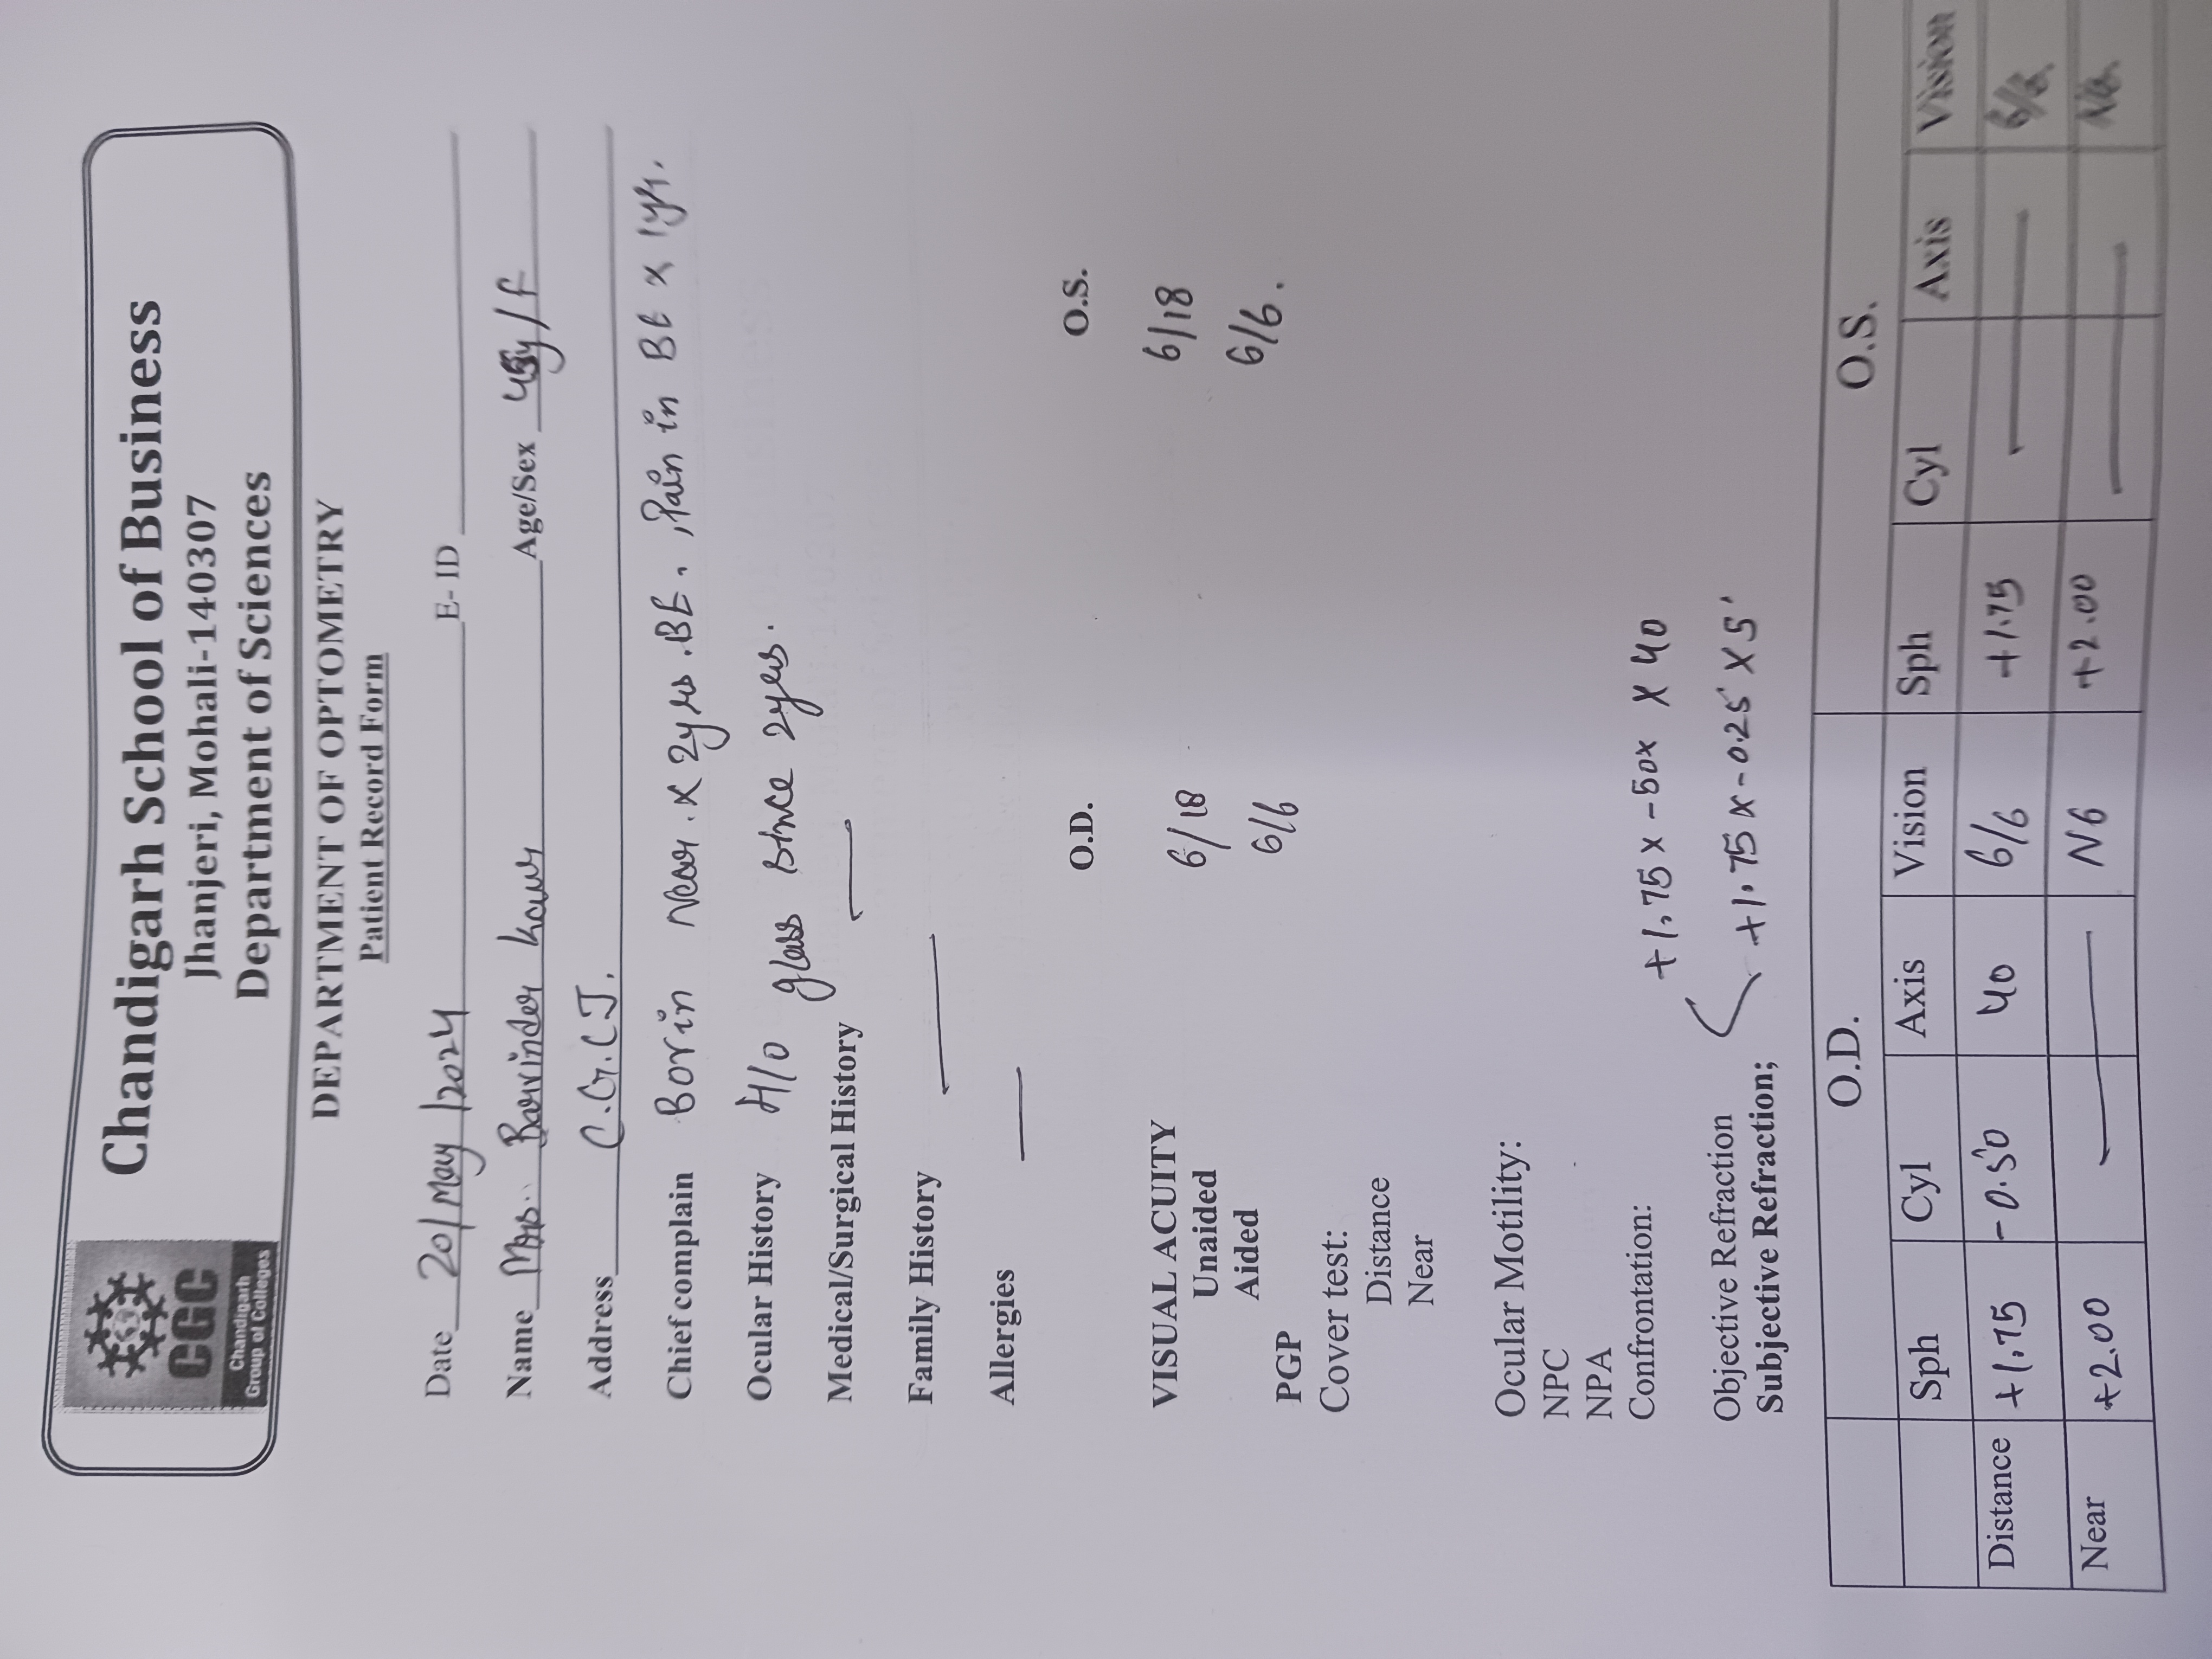 CGC
Chandigarh
Group of Colleges
Chandigarh School of Business
Jhanjeri, Mohali-140307
Department of Sciences
DEPARTMENT OF OPTOMETRY
Patient Record Form
Date 20/May/2024 E- ID
Name Mrs. Barvinder Kaur Age/Sex /F
Address C.G.C J.
Chief complain BOV in Near. x 2yrs. BE. , Pain in BE x 1yr.
Ocular History H/O glass since 2yrs.
Medical/Surgical History —
Family History —
Allergies —
O.D. O.S.
VISUAL ACUITY
Unaided 6/18 6/18
Aided 6/6 6/6.
PGP
Cover test:
Distance
Near
Ocular Motility:
NPC
NPA
Confrontation:
+1.75 x -50x x 40
Objective Refraction +1.75 x -0.25 x 5'
Subjective Refraction;
O.D. O.S.
Sph Cyl Axis Vision Sph Cyl Axis Vision
Distance +1.75 -0.50 40 6/6 +1.75 — 6/6
Near +2.00 — N6 +2.00 — N6